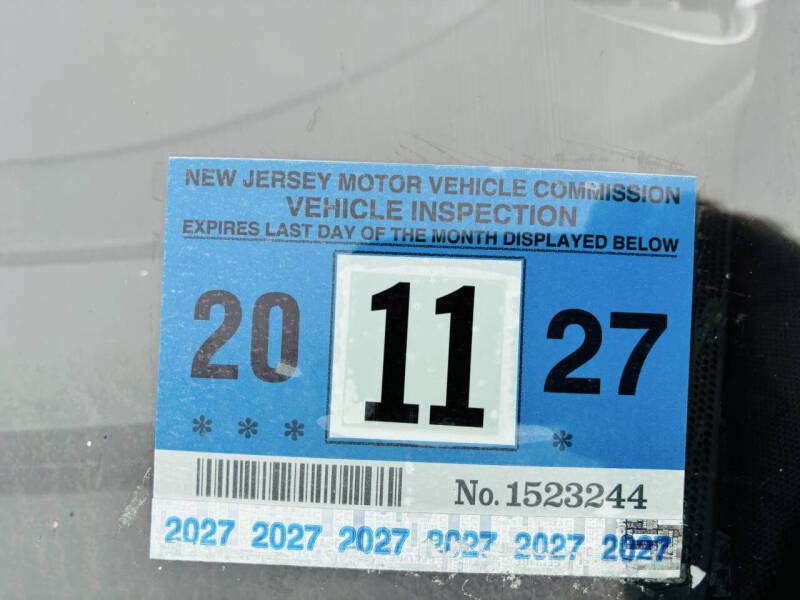 NEW JERSEY MOTOR VEHICLE COMMISSION
VEHICLE INSPECTION
EXPIRES LAST DAY OF THE MONTH DISPLAYED BELOW
20 11 27
* * * *
No. 1523244
2027 2027 2027 2027 2027 2027